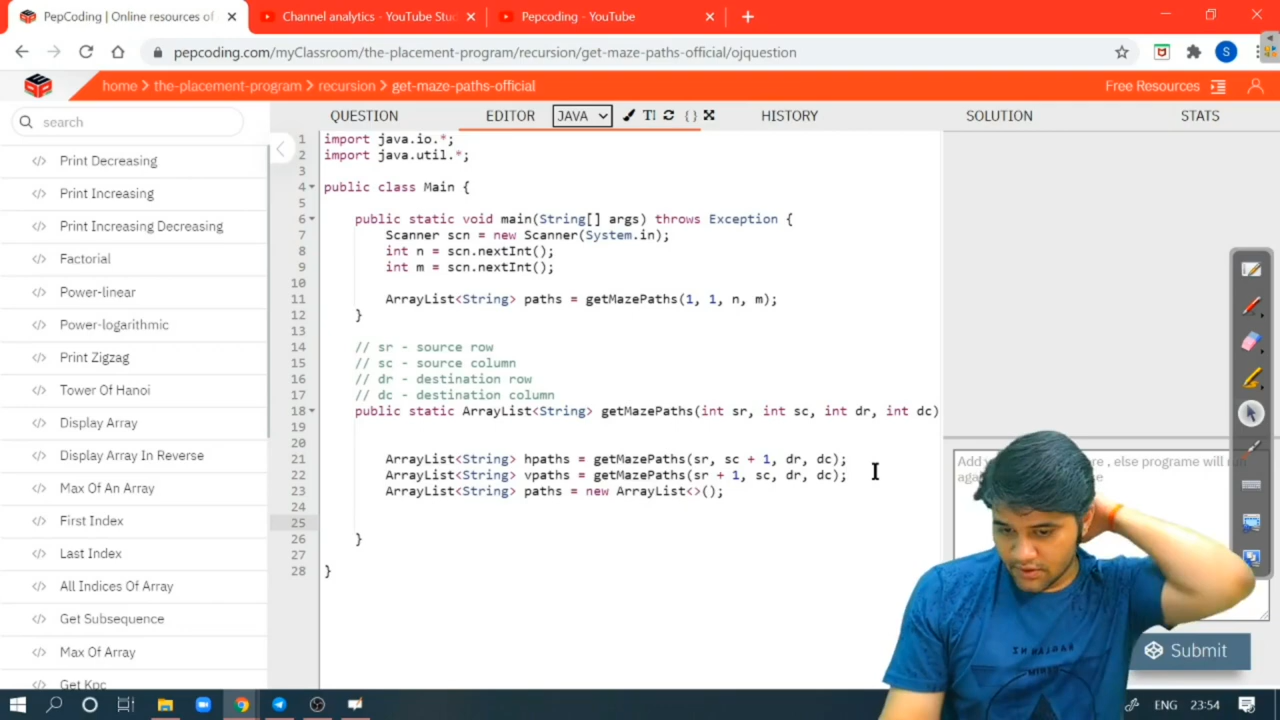 PepCoding | Online resources of
Channel analytics - YouTube Stu
Pepcoding - YouTube
pepcoding.com/myClassroom/the-placement-program/recursion/get-maze-paths-official/ojquestion
S
home > the-placement-program > recursion > get-maze-paths-official
Free Resources
search
QUESTION
EDITOR
JAVA
HISTORY
SOLUTION
STATS
Print Decreasing
Print Increasing
Print Increasing Decreasing
Factorial
Power-linear
Power-logarithmic
Print Zigzag
Tower Of Hanoi
Display Array
Display Array In Reverse
Max Of An Array
First Index
Last Index
All Indices Of Array
Get Subsequence
Max Of Array
Get Kpc
1 import java.io.*;
2 import java.util.*;
3
4 public class Main {
5
6 public static void main(String[] args) throws Exception {
7 Scanner scn = new Scanner(System.in);
8 int n = scn.nextInt();
9 int m = scn.nextInt();
10
11 ArrayList<String> paths = getMazePaths(1, 1, n, m);
12 }
13
14 // sr - source row
15 // sc - source column
16 // dr - destination row
17 // dc - destination column
18 public static ArrayList<String> getMazePaths(int sr, int sc, int dr, int dc)
19
20
21 ArrayList<String> hpaths = getMazePaths(sr, sc + 1, dr, dc);
22 ArrayList<String> vpaths = getMazePaths(sr + 1, sc, dr, dc);
23 ArrayList<String> paths = new ArrayList<>();
24
25
26 }
27
28 }
Submit
ENG
23:54